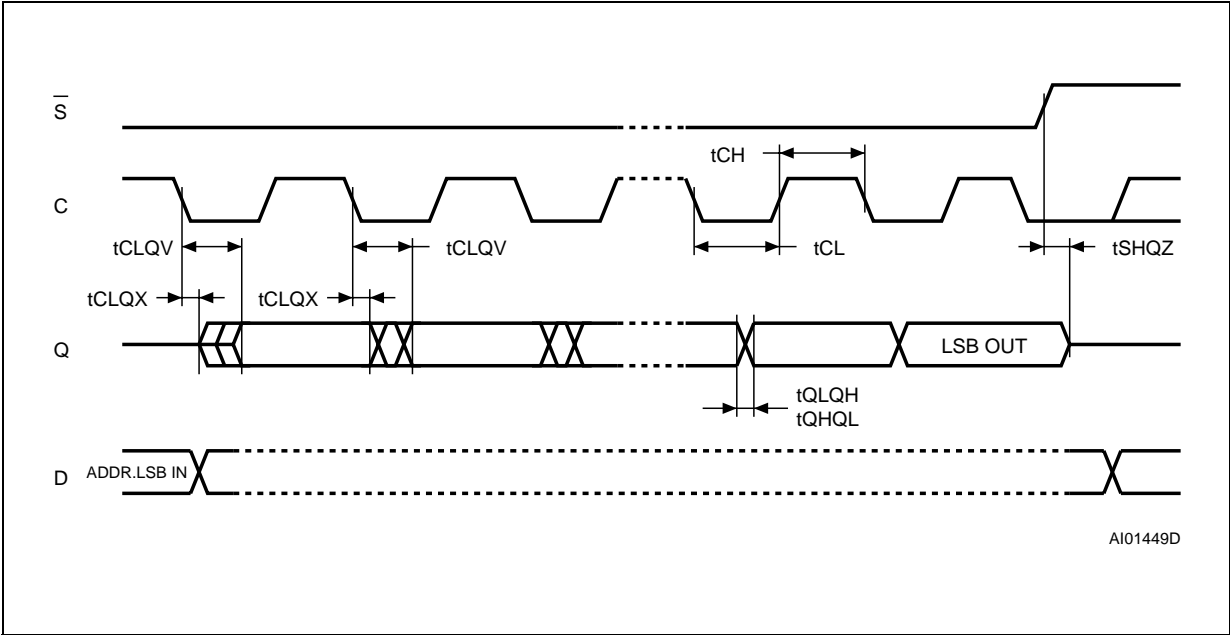 S̅
tCH
C
tCLQV
tCLQV
tCL
tSHQZ
tCLQX
tCLQX
Q
LSB OUT
tQLQH
tQHQL
D
ADDR.LSB IN
AI01449D